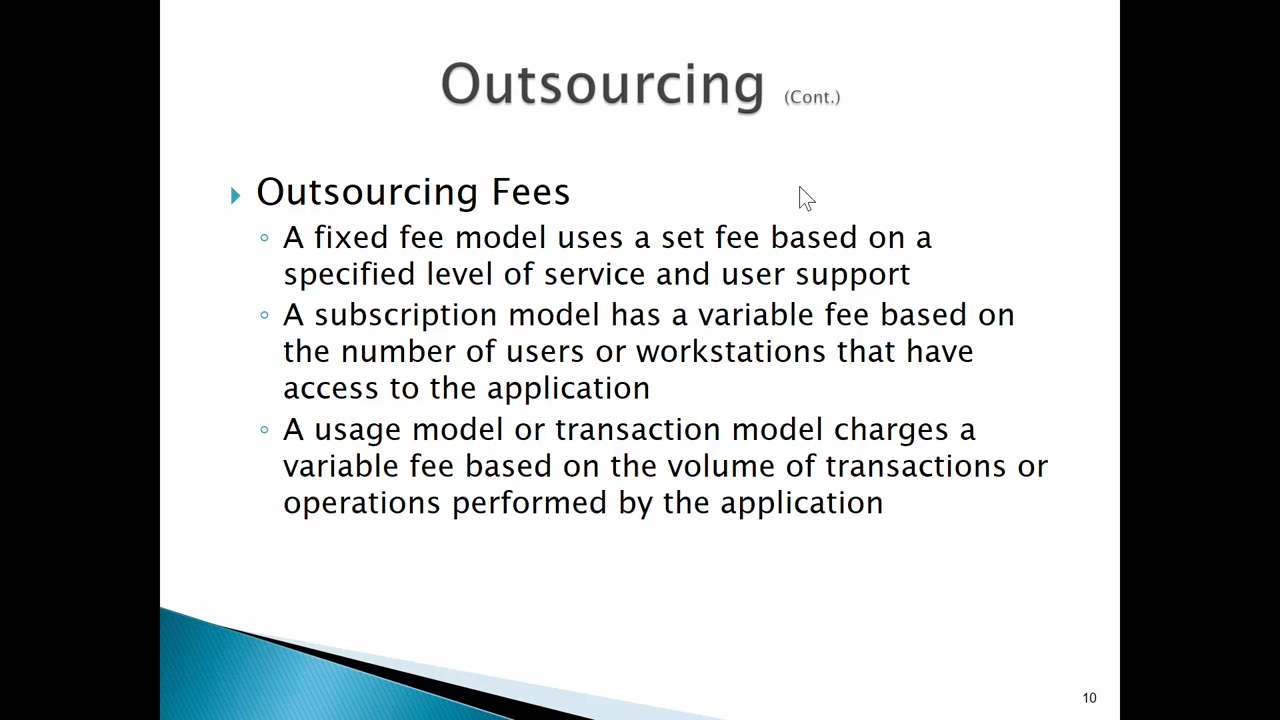 Outsourcing (Cont.)
Outsourcing Fees
A fixed fee model uses a set fee based on a
specified level of service and user support
A subscription model has a variable fee based on
the number of users or workstations that have
access to the application
A usage model or transaction model charges a
variable fee based on the volume of transactions or
operations performed by the application
10